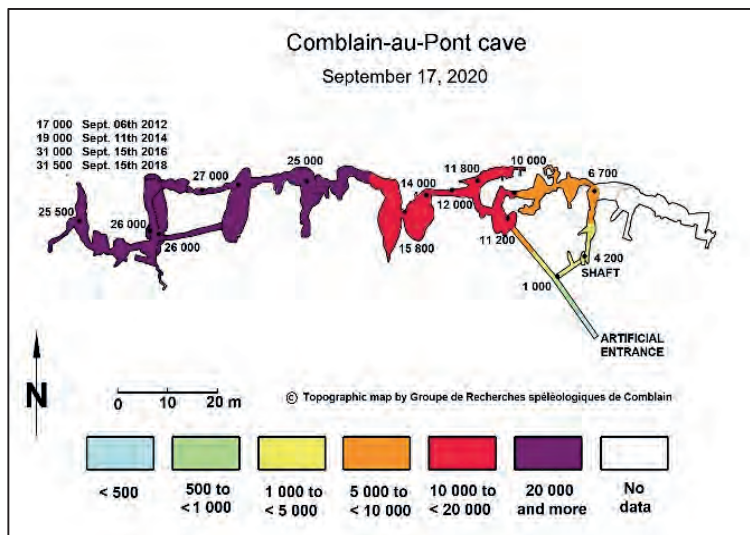 Comblain-au-Pont cave
September 17, 2020
17 000 Sept. 06th 2012
19 000 Sept. 11th 2014
31 000 Sept. 15th 2016
31 500 Sept. 15th 2018
25 500
26 000
26 000
27 000
25 000
14 000
15 800
12 000
11 800
10 000
11 200
6 700
4 200
SHAFT
1 000
ARTIFICIAL
ENTRANCE
N
0 10 20 m
© Topographic map by Groupe de Recherches spéléologiques de Comblain
< 500
500 to
< 1 000
1 000 to
< 5 000
5 000 to
< 10 000
10 000 to
< 20 000
20 000
and more
No
data